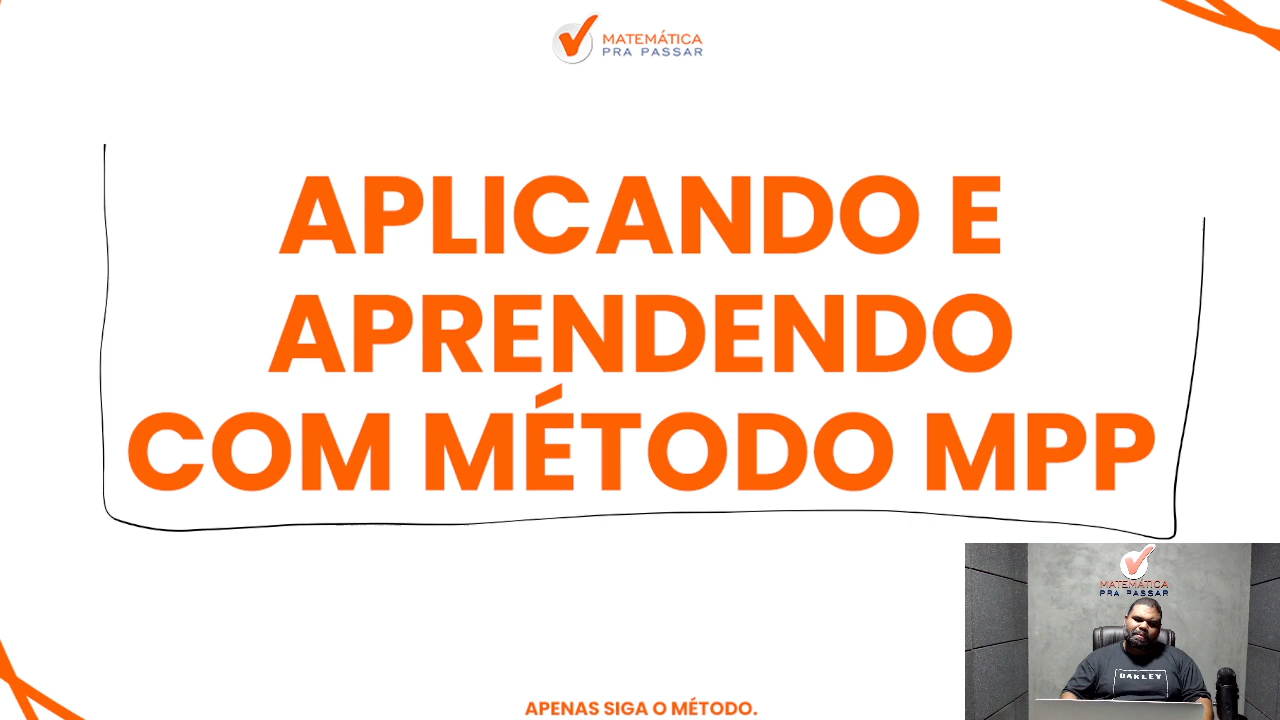 MATEMÁTICA
PRA PASSAR
APLICANDO E
APRENDENDO
COM MÉTODO MPP
MATEMÁTICA
PRA PASSAR
OAKLEY
APENAS SIGA O MÉTODO.